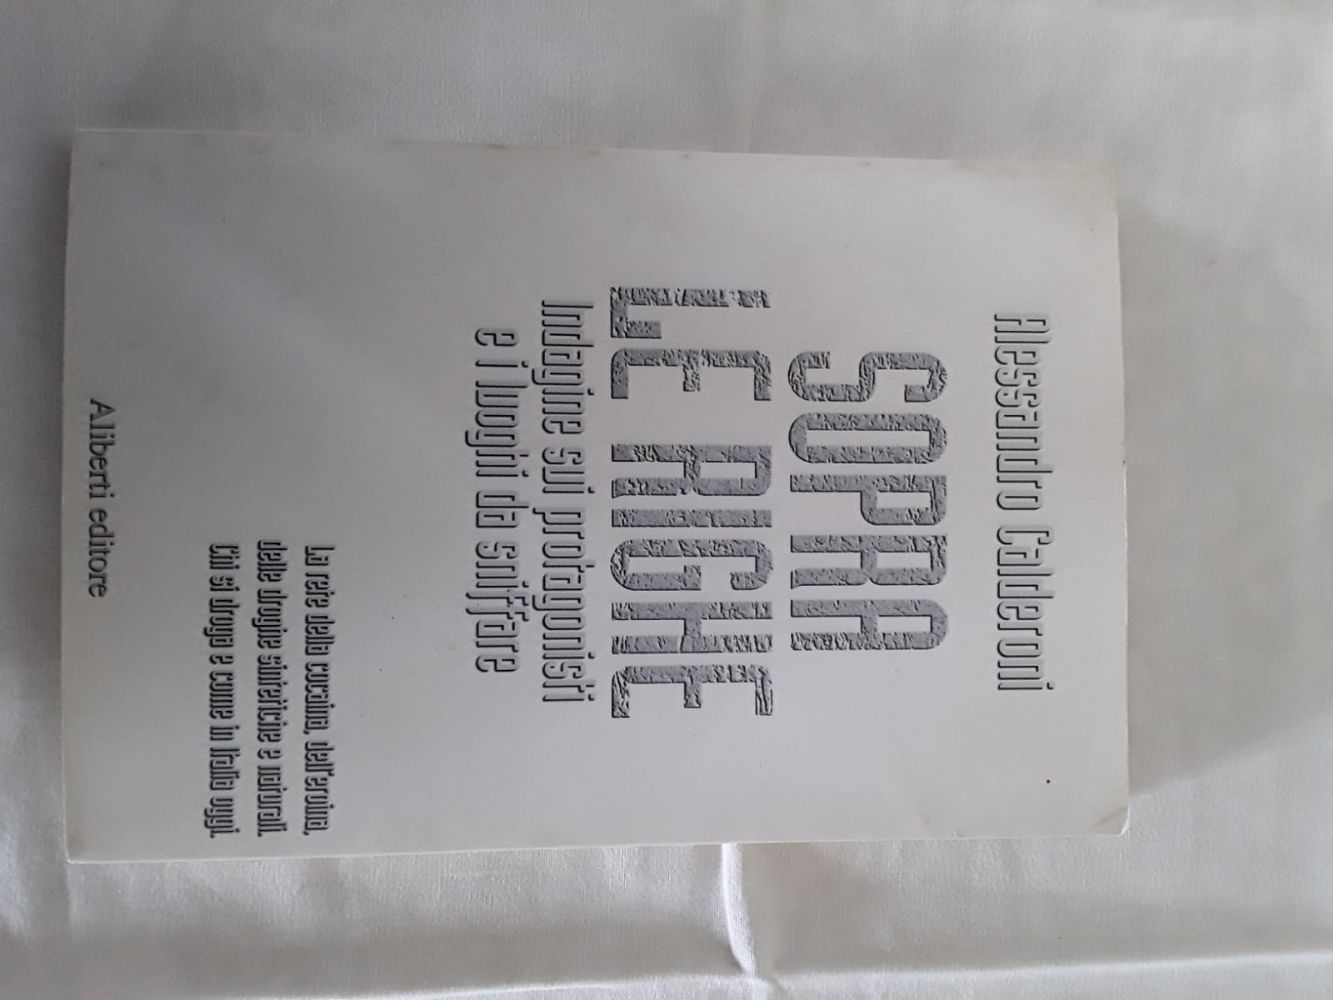 Alessandro Calderoni
SOPRA
LE RIGHE
Indagine sui protagonisti
e i luoghi da sniffare
La rete della cocaina, dell'eroina,
delle droghe sintetiche e naturali.
Chi si droga e come in Italia oggi.
Aliberti editore